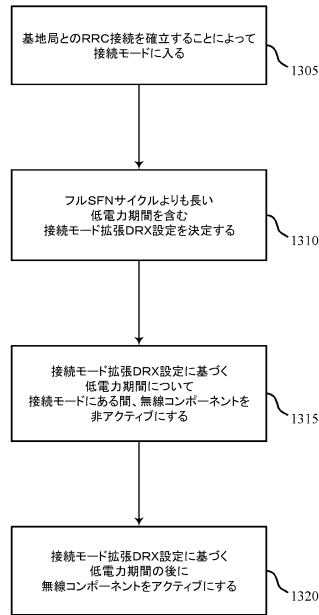 基地局とのRRC接続を確立することによって
接続モードに入る
1305
フルSFNサイクルよりも長い
低電力期間を含む
接続モード拡張DRX設定を決定する
1310
接続モード拡張DRX設定に基づく
低電力期間について
接続モードにある間、無線コンポーネントを
非アクティブにする
1315
接続モード拡張DRX設定に基づく
低電力期間の後に
無線コンポーネントをアクティブにする
1320